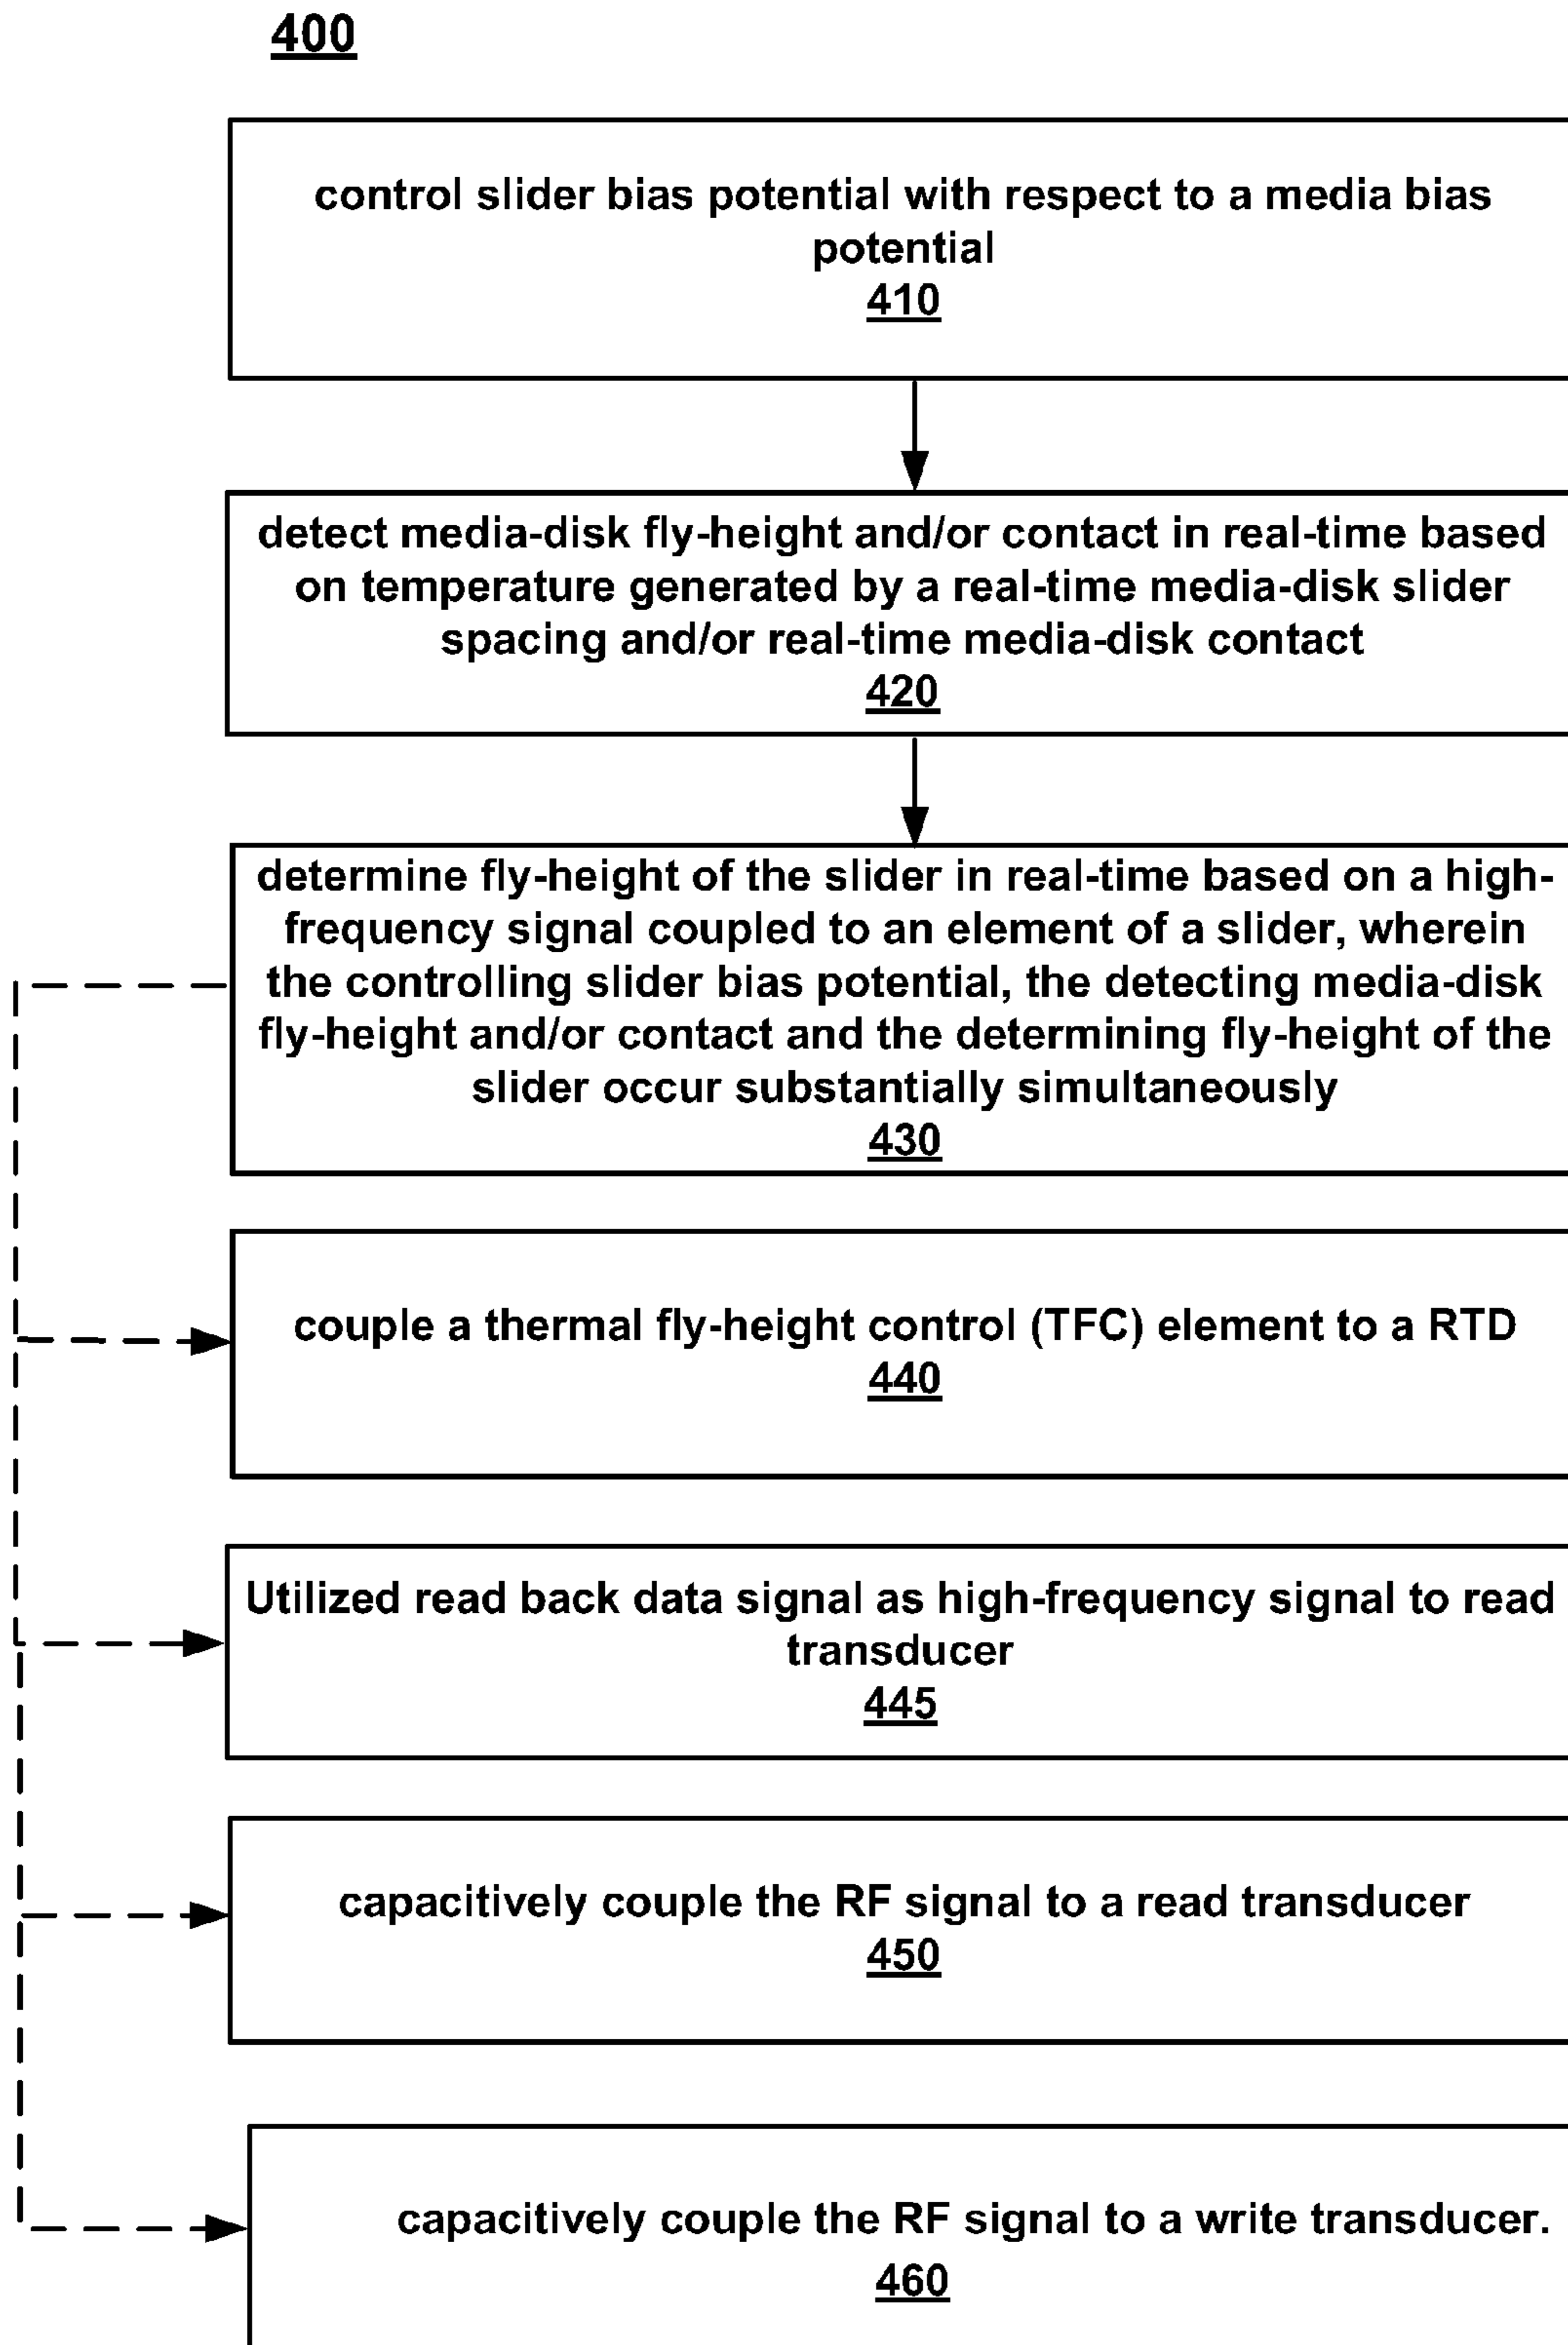 400
control slider bias potential with respect to a media bias
potential
410
detect media-disk fly-height and/or contact in real-time based
on temperature generated by a real-time media-disk slider
spacing and/or real-time media-disk contact
420
determine fly-height of the slider in real-time based on a high-
frequency signal coupled to an element of a slider, wherein
the controlling slider bias potential, the detecting media-disk
fly-height and/or contact and the determining fly-height of the
slider occur substantially simultaneously
430
couple a thermal fly-height control (TFC) element to a RTD
440
Utilized read back data signal as high-frequency signal to read
transducer
445
capacitively couple the RF signal to a read transducer
450
capacitively couple the RF signal to a write transducer.
460